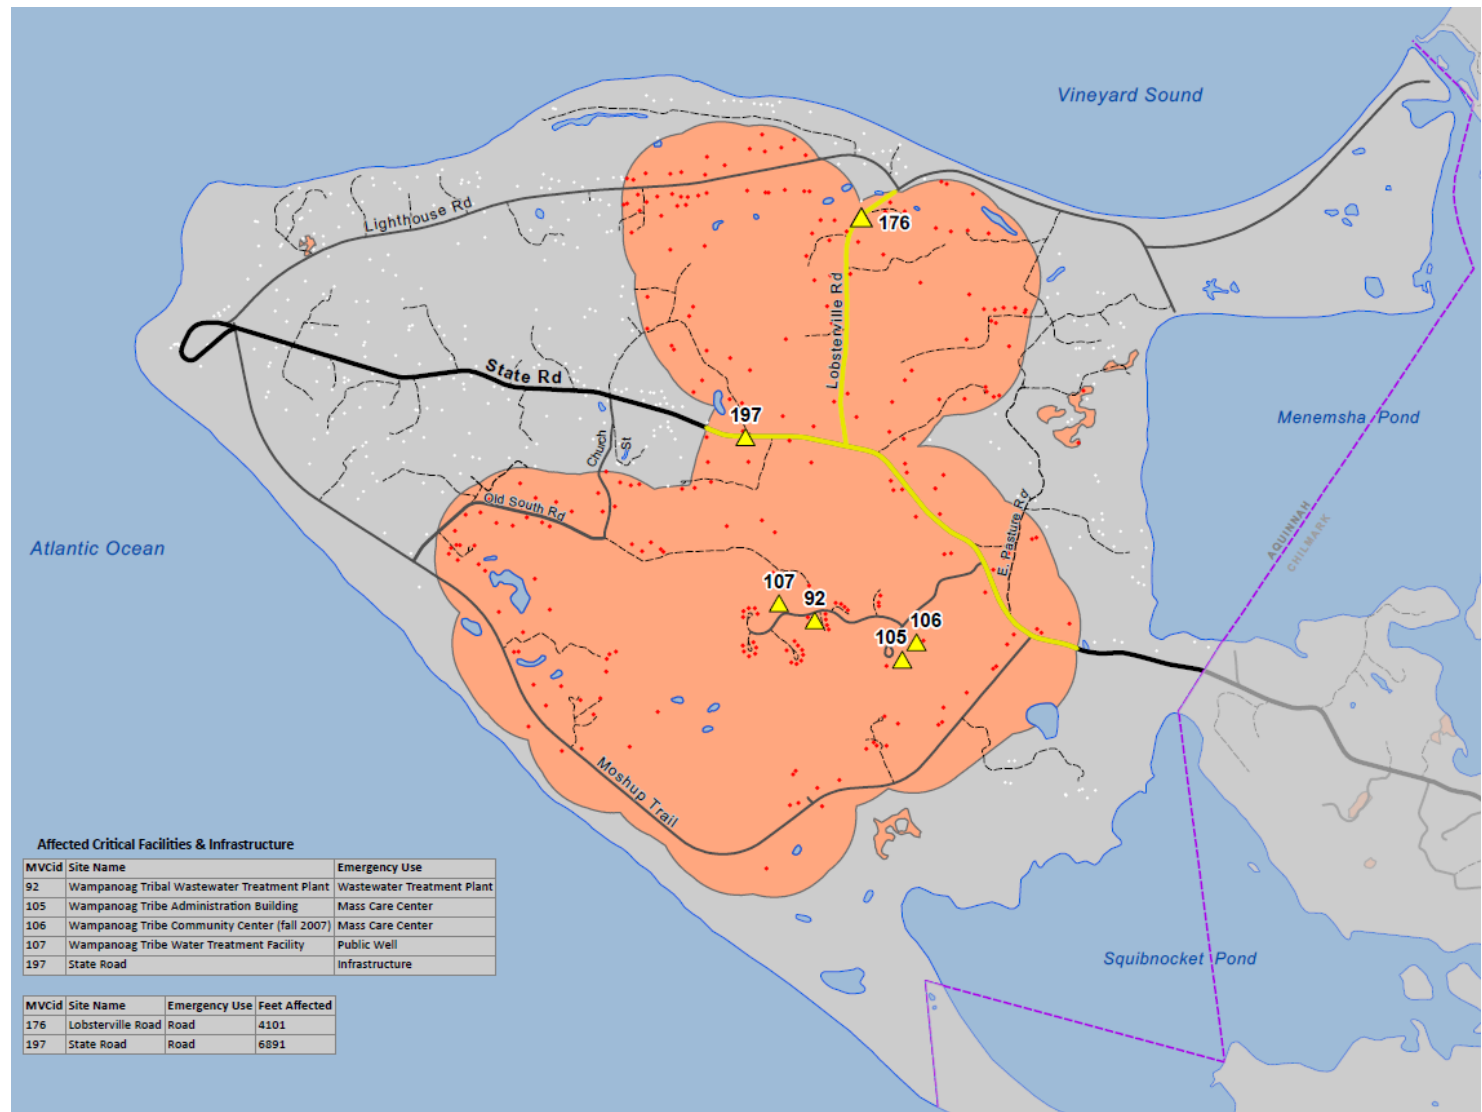 Vineyard Sound
176
Lighthouse Rd
Lobsterville Rd
State Rd
197
Menemsha Pond
Church St
Old South Rd
AQUINNAH
CHILMARK
Atlantic Ocean
E. Pasture Rd
107
92
106
105
Moshup Trail
Squibnocket Pond
Affected Critical Facilities & Infrastructure
MVCid Site Name Emergency Use
92 Wampanoag Tribal Wastewater Treatment Plant Wastewater Treatment Plant
105 Wampanoag Tribe Administration Building Mass Care Center
106 Wampanoag Tribe Community Center (fall 2007) Mass Care Center
107 Wampanoag Tribe Water Treatment Facility Public Well
197 State Road Infrastructure
MVCid Site Name Emergency Use Feet Affected
176 Lobsterville Road Road 4101
197 State Road Road 6891